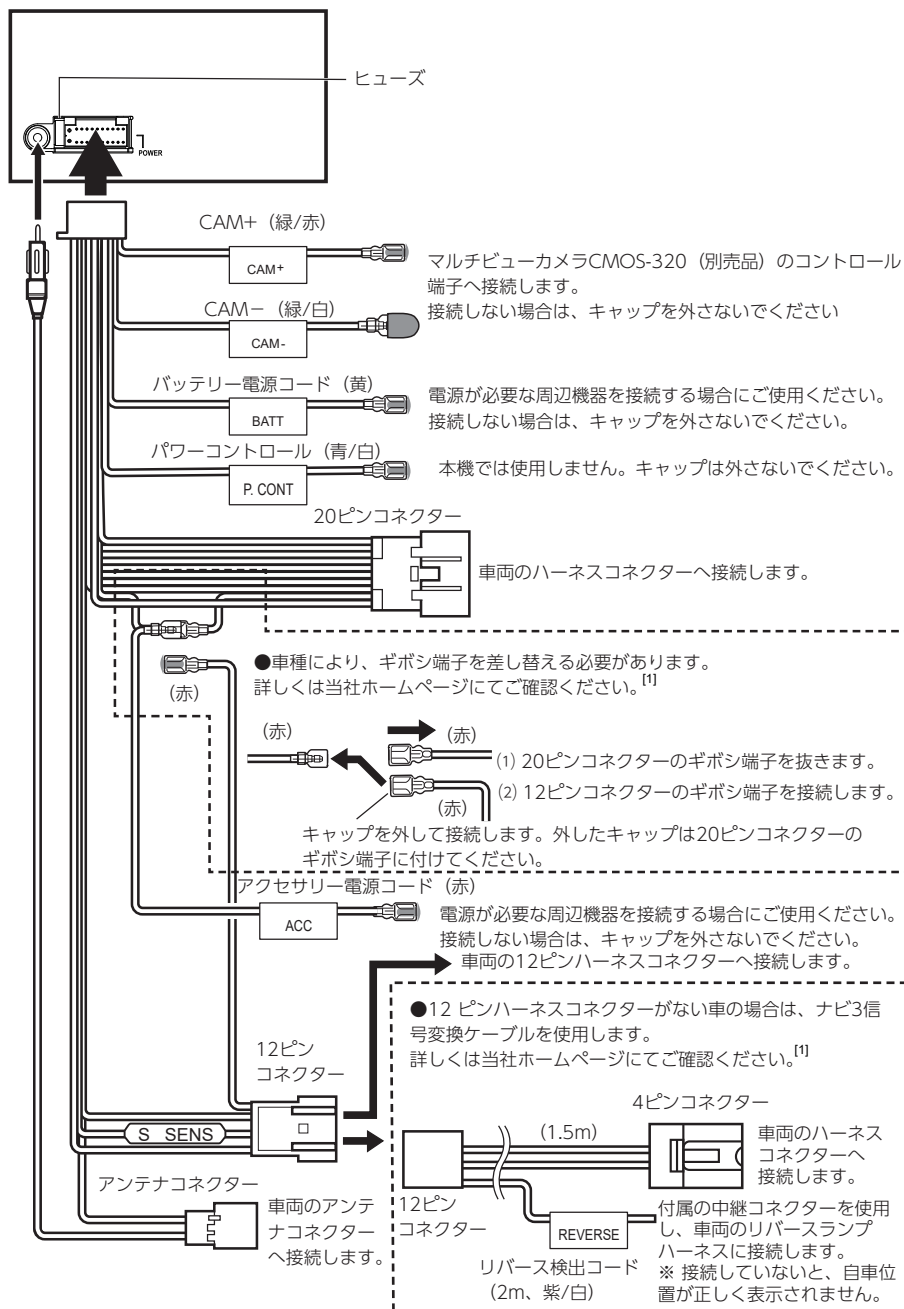 ヒューズ
POWER
CAM+（緑/赤）
CAM+
マルチビューカメラCMOS-320（別売品）のコントロール
端子へ接続します。
接続しない場合は、キャップを外さないでください
CAM－（緑/白）
CAM-
バッテリー電源コード（黄）
BATT
電源が必要な周辺機器を接続する場合にご使用ください。
接続しない場合は、キャップを外さないでください。
パワーコントロール（青/白）
P. CONT
本機では使用しません。キャップは外さないでください。
20ピンコネクター
車両のハーネスコネクターへ接続します。
（赤）
●車種により、ギボシ端子を差し替える必要があります。
詳しくは当社ホームページにてご確認ください。[1]
（赤）
（赤）
(1) 20ピンコネクターのギボシ端子を抜きます。
(2) 12ピンコネクターのギボシ端子を接続します。
（赤）
キャップを外して接続します。外したキャップは20ピンコネクターの
ギボシ端子に付けてください。
アクセサリー電源コード（赤）
ACC
電源が必要な周辺機器を接続する場合にご使用ください。
接続しない場合は、キャップを外さないでください。
車両の12ピンハーネスコネクターへ接続します。
●12 ピンハーネスコネクターがない車の場合は、ナビ3信
号変換ケーブルを使用します。
詳しくは当社ホームページにてご確認ください。[1]
12ピン
コネクター
S SENS
4ピンコネクター
(1.5m)
車両のハーネス
コネクターへ
接続します。
アンテナコネクター
車両のアンテ
ナコネクター
へ接続します。
12ピン
コネクター
REVERSE
リバース検出コード
（2m、紫/白）
付属の中継コネクターを使用
し、車両のリバースランプ
ハーネスに接続します。
※ 接続していないと、自車位
置が正しく表示されません。